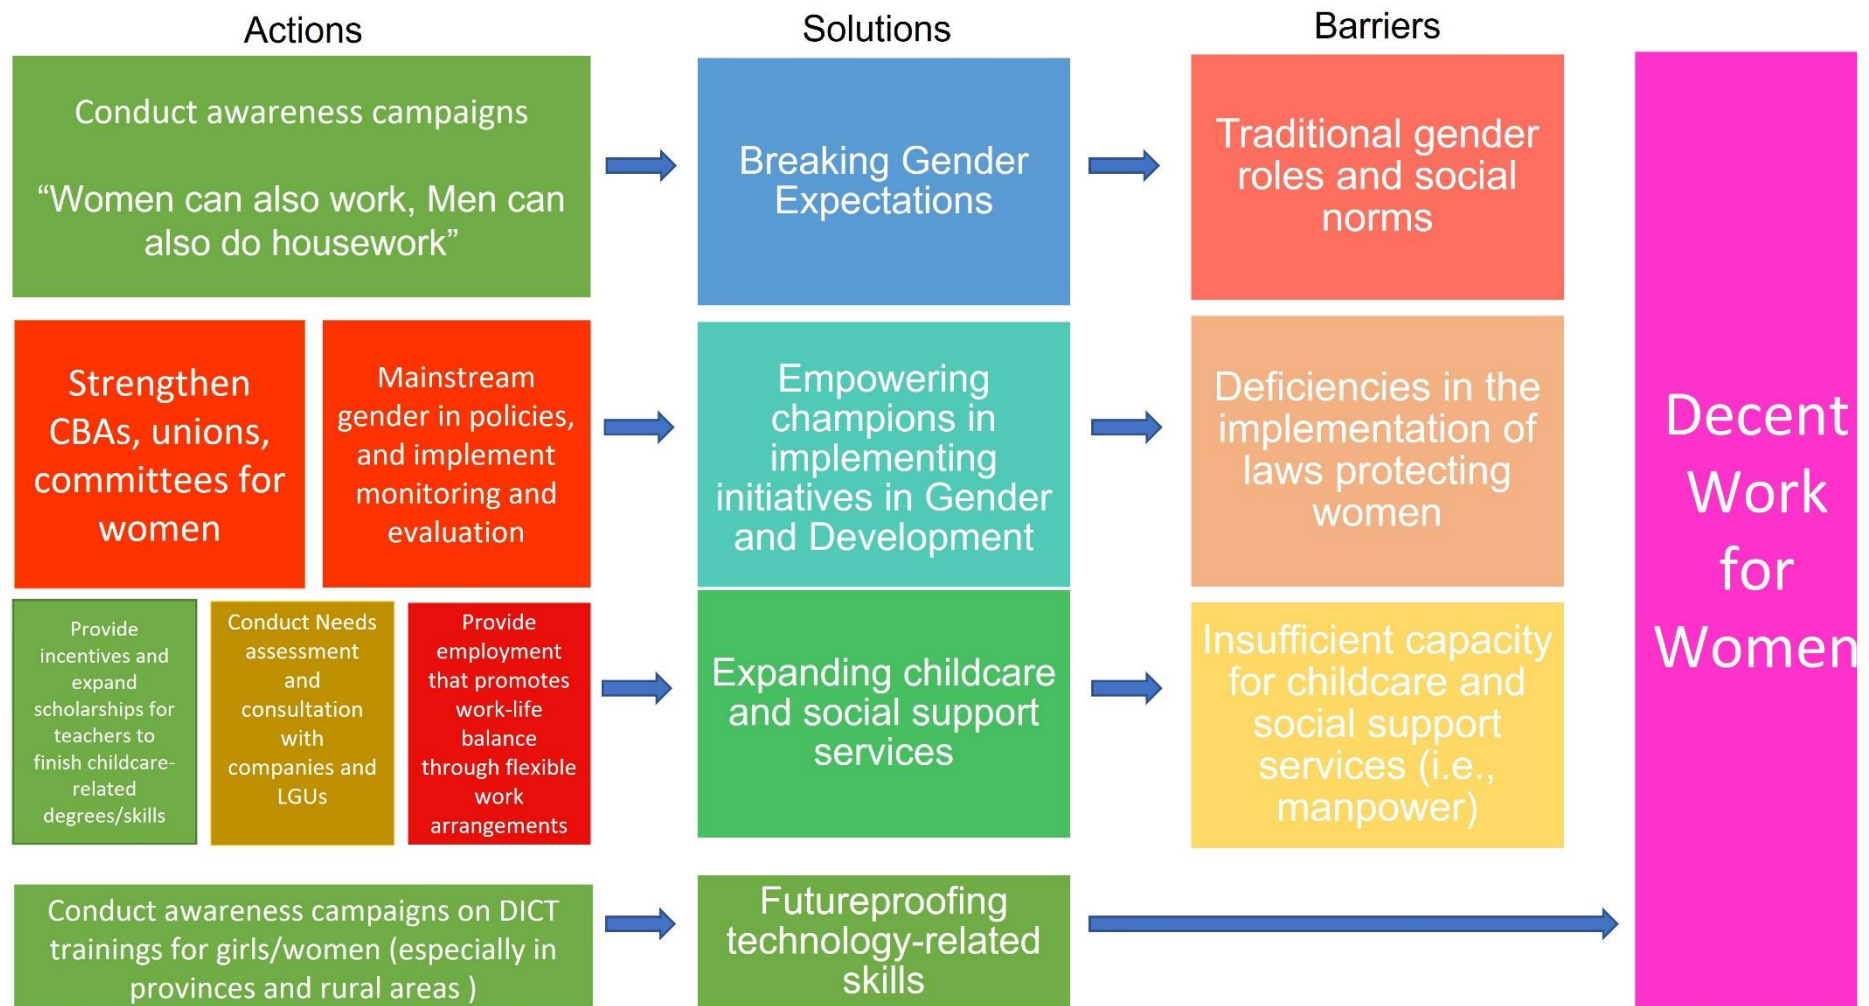 Actions
Solutions
Barriers
Conduct awareness campaigns
“Women can also work, Men can
also do housework”
Breaking Gender
Expectations
Traditional gender
roles and social
norms
Strengthen
CBAs, unions,
committees for
women
Mainstream
gender in policies,
and implement
monitoring and
evaluation
Empowering
champions in
implementing
initiatives in Gender
and Development
Deficiencies in the
implementation of
laws protecting
women
Provide
incentives and
expand
scholarships for
teachers to
finish childcare-
related
degrees/skills
Conduct Needs
assessment
and
consultation
with
companies and
LGUs
Provide
employment
that promotes
work-life
balance
through flexible
work
arrangements
Expanding childcare
and social support
services
Insufficient capacity
for childcare and
social support
services (i.e.,
manpower)
Conduct awareness campaigns on DICT
trainings for girls/women (especially in
provinces and rural areas )
Futureproofing
technology-related
skills
Decent
Work
for
Women